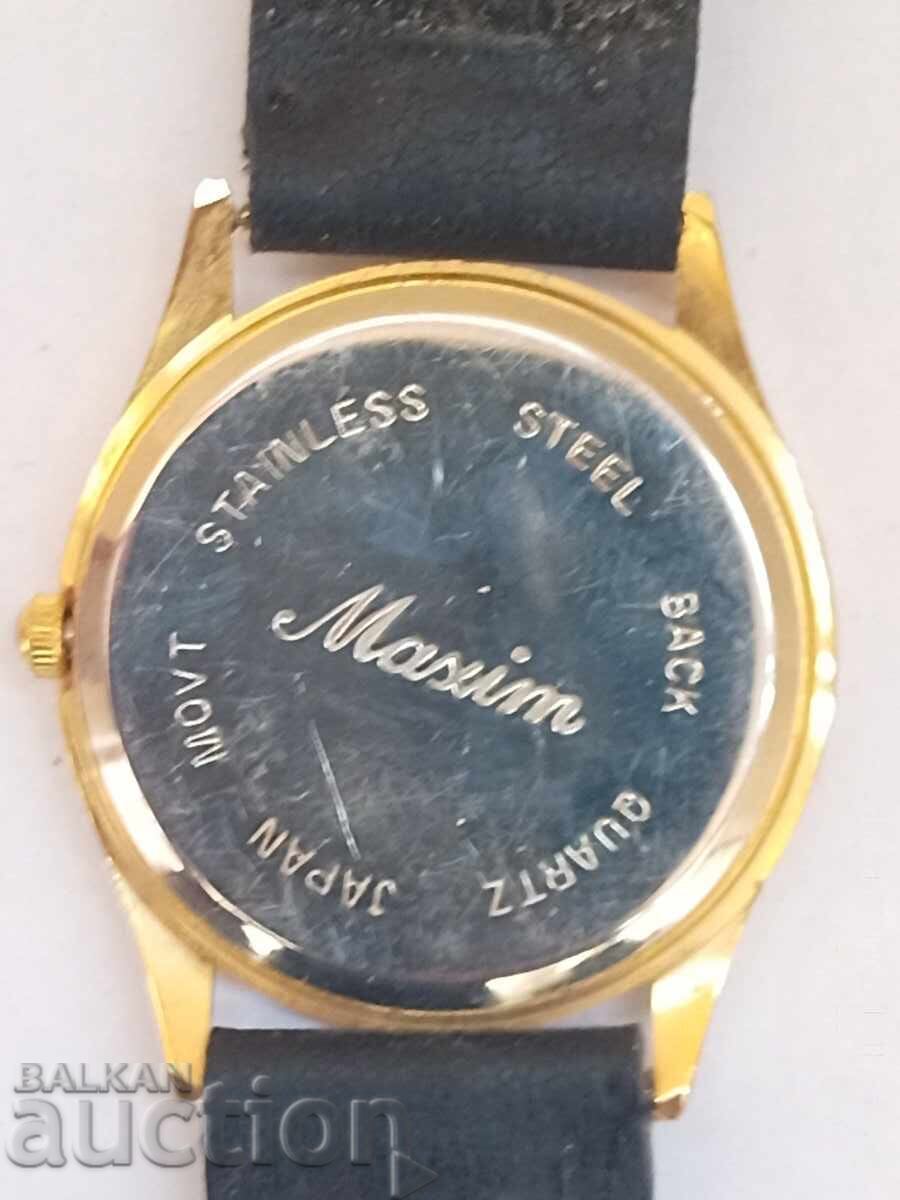 STAINLESS STEEL BACK QUARTZ JAPAN MOVT
Maxim
BALKAN
auction